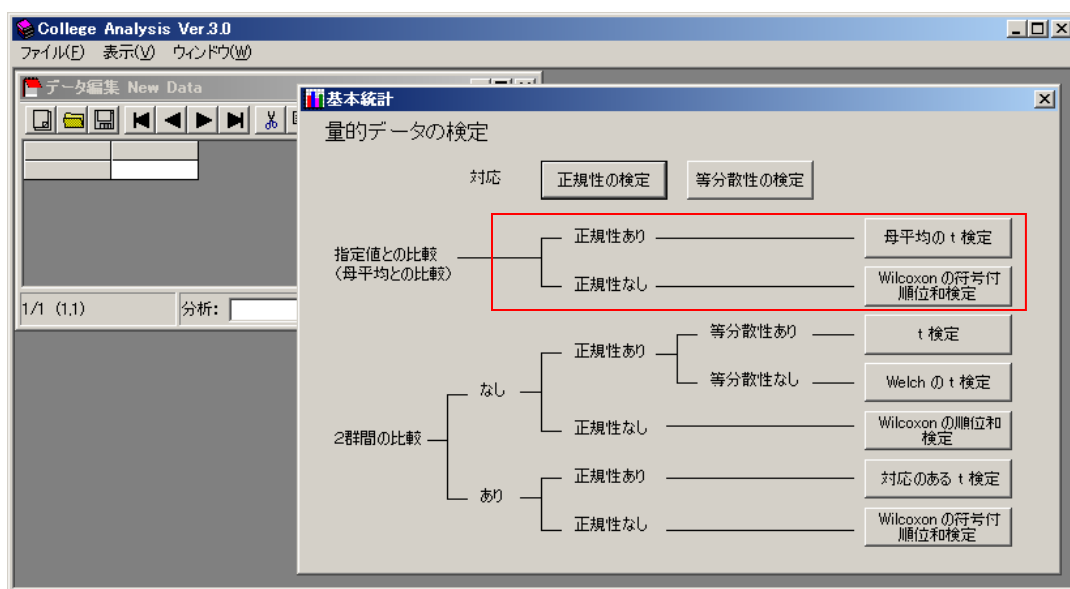 College Analysis Ver.3.0
ファイル(F) 表示(V) ウィンドウ(W)
データ編集 New Data
1/1 (1,1)
分析:
基本統計
量的データの検定
対応
正規性の検定
等分散性の検定
指定値との比較
(母平均との比較)
正規性あり
母平均の t 検定
正規性なし
Wilcoxon の符号付
順位和検定
2群間の比較
なし
正規性あり
等分散性あり
t 検定
等分散性なし
Welch の t 検定
正規性なし
Wilcoxon の順位和
検定
あり
正規性あり
対応のある t 検定
正規性なし
Wilcoxon の符号付
順位和検定